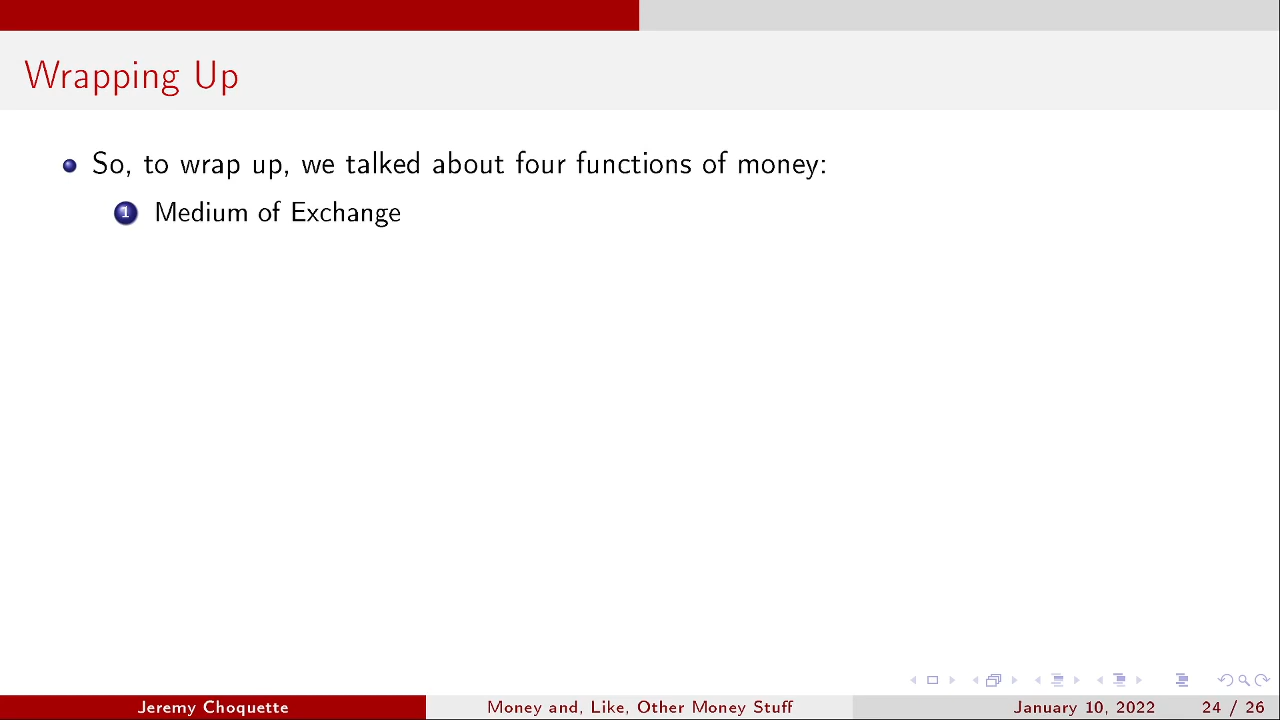 Wrapping Up
So, to wrap up, we talked about four functions of money:
1 Medium of Exchange
Jeremy Choquette Money and, Like, Other Money Stuff January 10, 2022 24 / 26